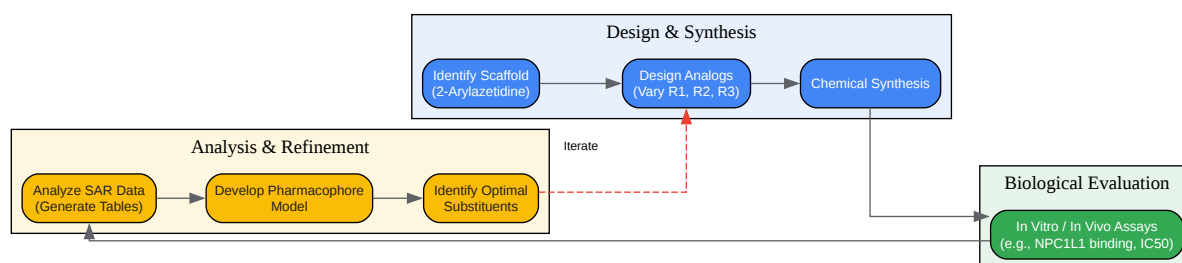 Design & Synthesis
Identify Scaffold
(2-Arylazetidine)
Design Analogs
(Vary R1, R2, R3)
Chemical Synthesis
Iterate
Analysis & Refinement
Analyze SAR Data
(Generate Tables)
Develop Pharmacophore
Model
Identify Optimal
Substituents
Biological Evaluation
In Vitro / In Vivo Assays
(e.g., NPC1L1 binding, IC50)